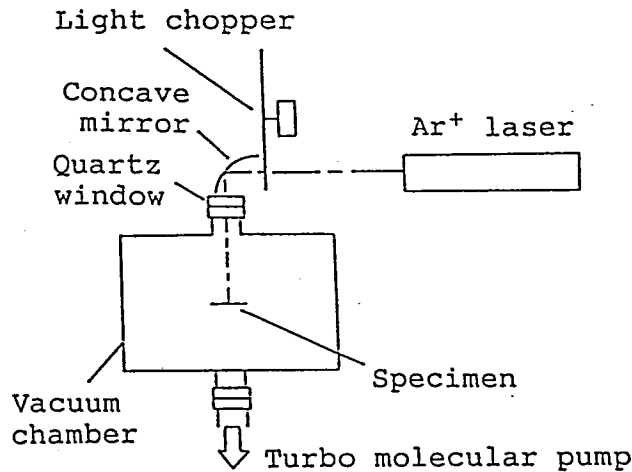 Light chopper
Concave
mirror
Ar+ laser
Quartz
window
Specimen
Vacuum
chamber
Turbo molecular pump